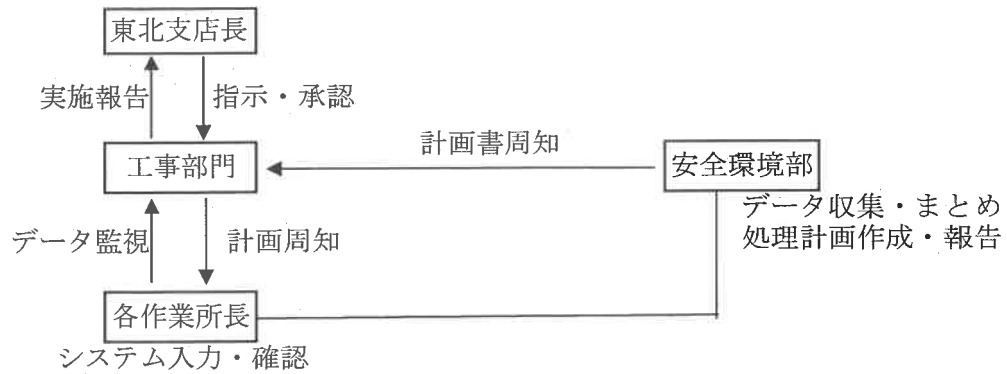 東北支店長
実施報告
指示・承認
計画書周知
工事部門
安全環境部
データ収集・まとめ
処理計画作成・報告
データ監視
計画周知
各作業所長
システム入力・確認